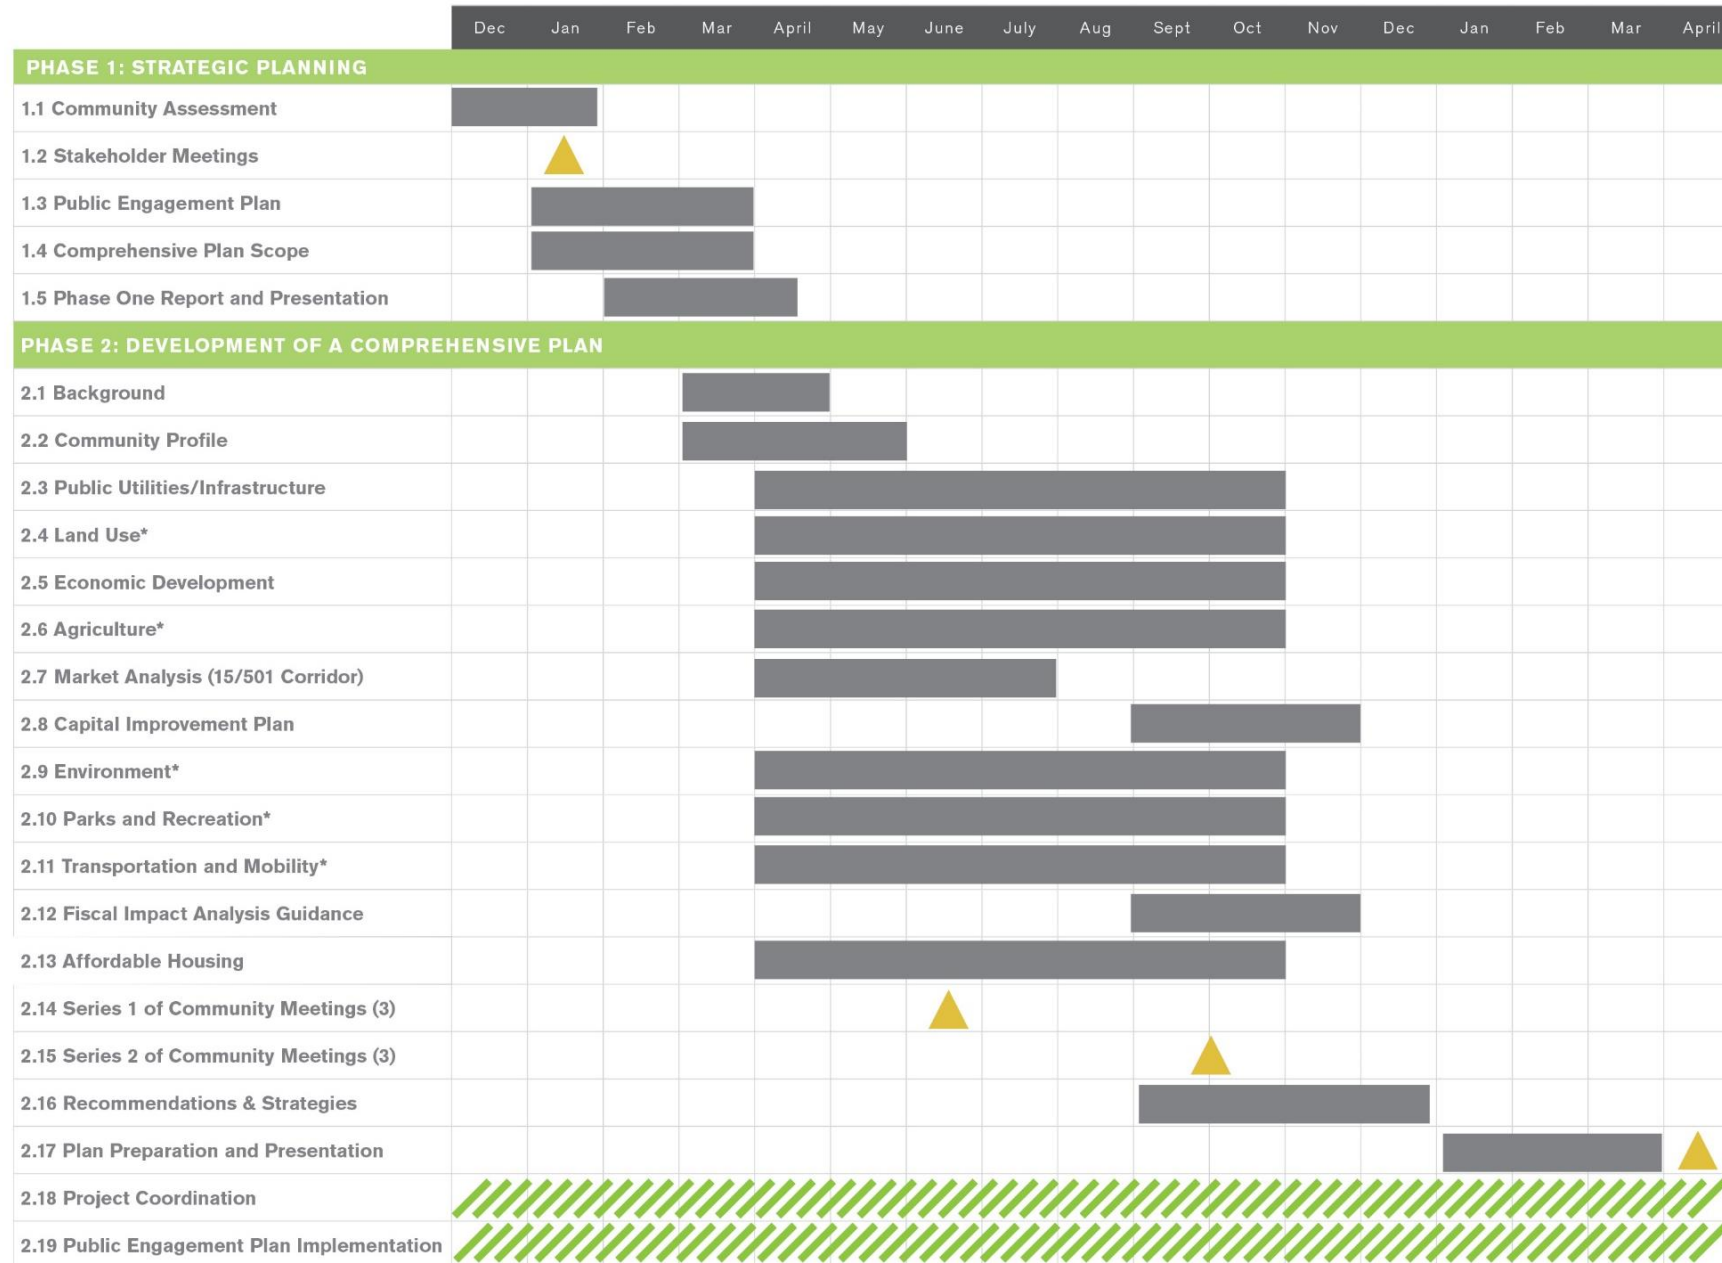 Dec Jan Feb Mar April May June July Aug Sept Oct Nov Dec Jan Feb Mar April
PHASE 1: STRATEGIC PLANNING
1.1 Community Assessment
1.2 Stakeholder Meetings
1.3 Public Engagement Plan
1.4 Comprehensive Plan Scope
1.5 Phase One Report and Presentation
PHASE 2: DEVELOPMENT OF A COMPREHENSIVE PLAN
2.1 Background
2.2 Community Profile
2.3 Public Utilities/Infrastructure
2.4 Land Use*
2.5 Economic Development
2.6 Agriculture*
2.7 Market Analysis (15/501 Corridor)
2.8 Capital Improvement Plan
2.9 Environment*
2.10 Parks and Recreation*
2.11 Transportation and Mobility*
2.12 Fiscal Impact Analysis Guidance
2.13 Affordable Housing
2.14 Series 1 of Community Meetings (3)
2.15 Series 2 of Community Meetings (3)
2.16 Recommendations & Strategies
2.17 Plan Preparation and Presentation
2.18 Project Coordination
2.19 Public Engagement Plan Implementation